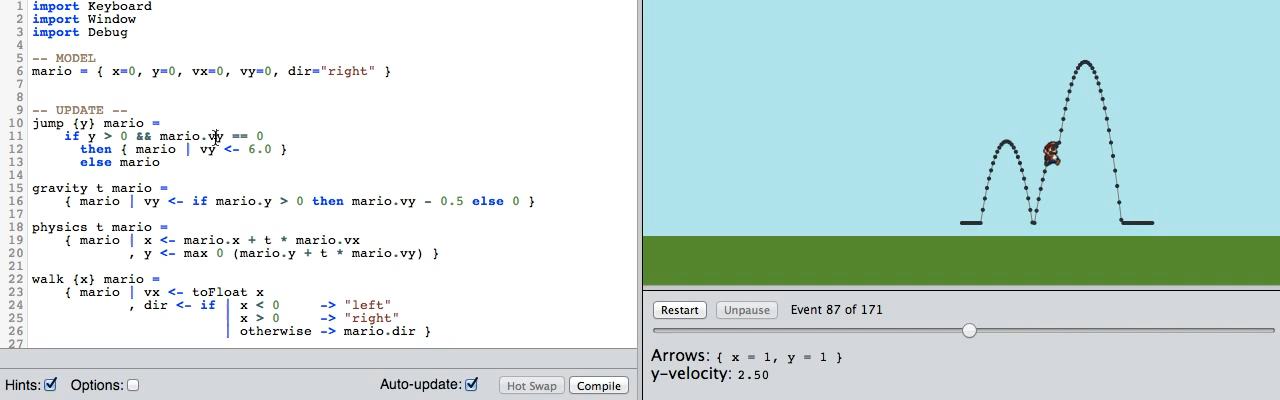 1 import Keyboard
2 import Window
3 import Debug
4
5 -- MODEL
6 mario = { x=0, y=0, vx=0, vy=0, dir="right" }
7
8
9 -- UPDATE --
10 jump {y} mario =
11 if y > 0 && mario.vy == 0
12 then { mario | vy <- 6.0 }
13 else mario
14
15 gravity t mario =
16 { mario | vy <- if mario.y > 0 then mario.vy - 0.5 else 0 }
17
18 physics t mario =
19 { mario | x <- mario.x + t * mario.vx
20 , y <- max 0 (mario.y + t * mario.vy) }
21
22 walk {x} mario =
23 { mario | vx <- toFloat x
24 , dir <- if | x < 0 -> "left"
25 | x > 0 -> "right"
26 | otherwise -> mario.dir }
27
Hints: Options: Auto-update: Hot Swap Compile
Restart Unpause Event 87 of 171
Arrows: { x = 1, y = 1 }
y-velocity: 2.50